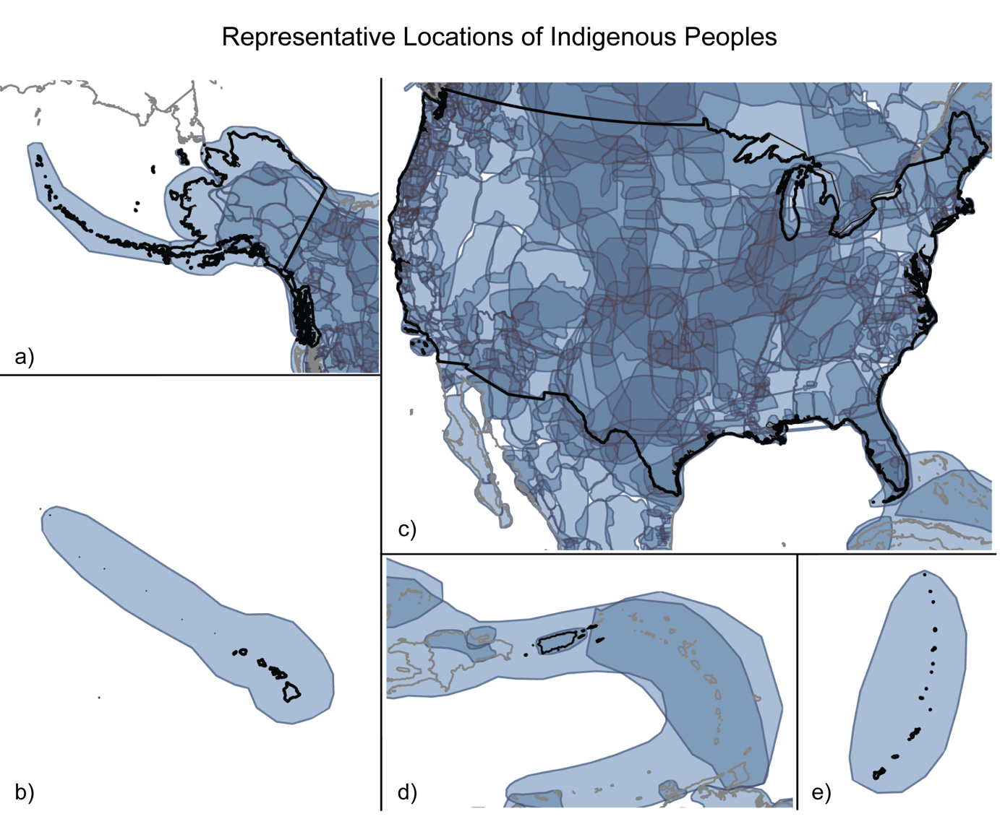 Representative Locations of Indigenous Peoples
a)
c)
b)
d)
e)